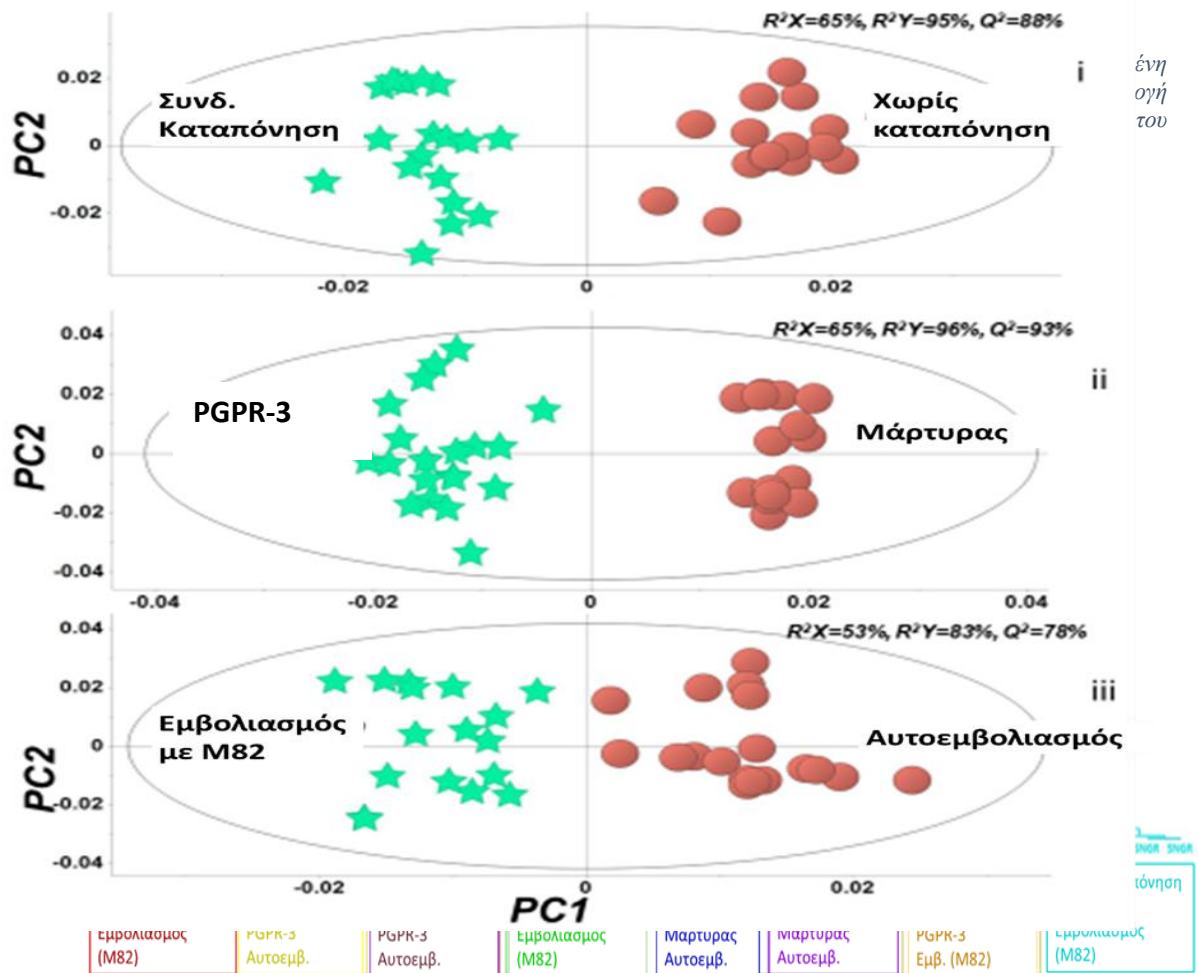 R²X=65%, R²Y=95%, Q²=88%
i
ένη
ογή
του
Συνδ.
Καταπόνηση
Χωρίς
καταπόνηση
PC2
0.02
0
-0.02
-0.02
0
0.02
R²X=65%, R²Y=96%, Q²=93%
ii
PGPR-3
Μάρτυρας
PC2
0.04
0.02
0
-0.02
-0.04
-0.04
-0.02
0
0.02
0.04
R²X=53%, R²Y=83%, Q²=78%
iii
Εμβολιασμός
με M82
Αυτοεμβολιασμός
PC2
0.04
0.02
0
-0.02
-0.04
-0.02
0
0.02
PC1
SNGR SNGR
πόνηση
Εμβολιασμός
(M82)
PGPR-3
Αυτοεμβ.
PGPR-3
Αυτοεμβ.
Εμβολιασμός
(M82)
Μάρτυρας
Αυτοεμβ.
Μάρτυρας
Αυτοεμβ.
PGPR-3
Εμβ. (M82)
Εμβολιασμός
(M82)